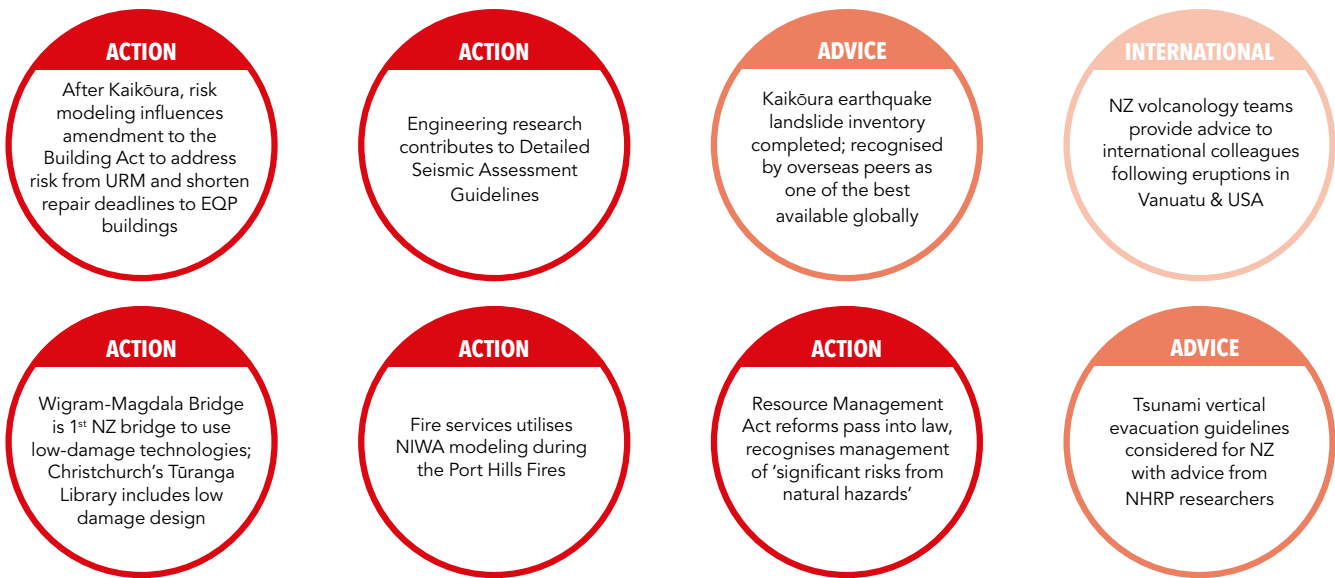 ACTION
After Kaikōura, risk
modeling influences
amendment to the
Building Act to address
risk from URM and shorten
repair deadlines to EQP
buildings
ACTION
Engineering research
contributes to Detailed
Seismic Assessment
Guidelines
ADVICE
Kaikōura earthquake
landslide inventory
completed; recognised
by overseas peers as
one of the best
available globally
INTERNATIONAL
NZ volcanology teams
provide advice to
international colleagues
following eruptions in
Vanuatu & USA
ACTION
Wigram-Magdala Bridge
is 1st NZ bridge to use
low-damage technologies;
Christchurch's Tūranga
Library includes low
damage design
ACTION
Fire services utilises
NIWA modeling during
the Port Hills Fires
ACTION
Resource Management
Act reforms pass into law,
recognises management
of 'significant risks from
natural hazards'
ADVICE
Tsunami vertical
evacuation guidelines
considered for NZ
with advice from
NHRP researchers